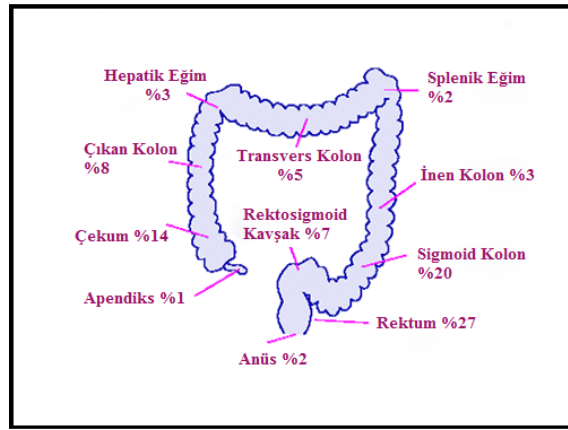 Hepatik Eğim
%3
Splenik Eğim
%2
Çıkan Kolon
%8
Transvers Kolon
%5
İnen Kolon %3
Rektosigmoid
Kavşak %7
Çekum %14
Sigmoid Kolon
%20
Apendiks %1
Rektum %27
Anüs %2